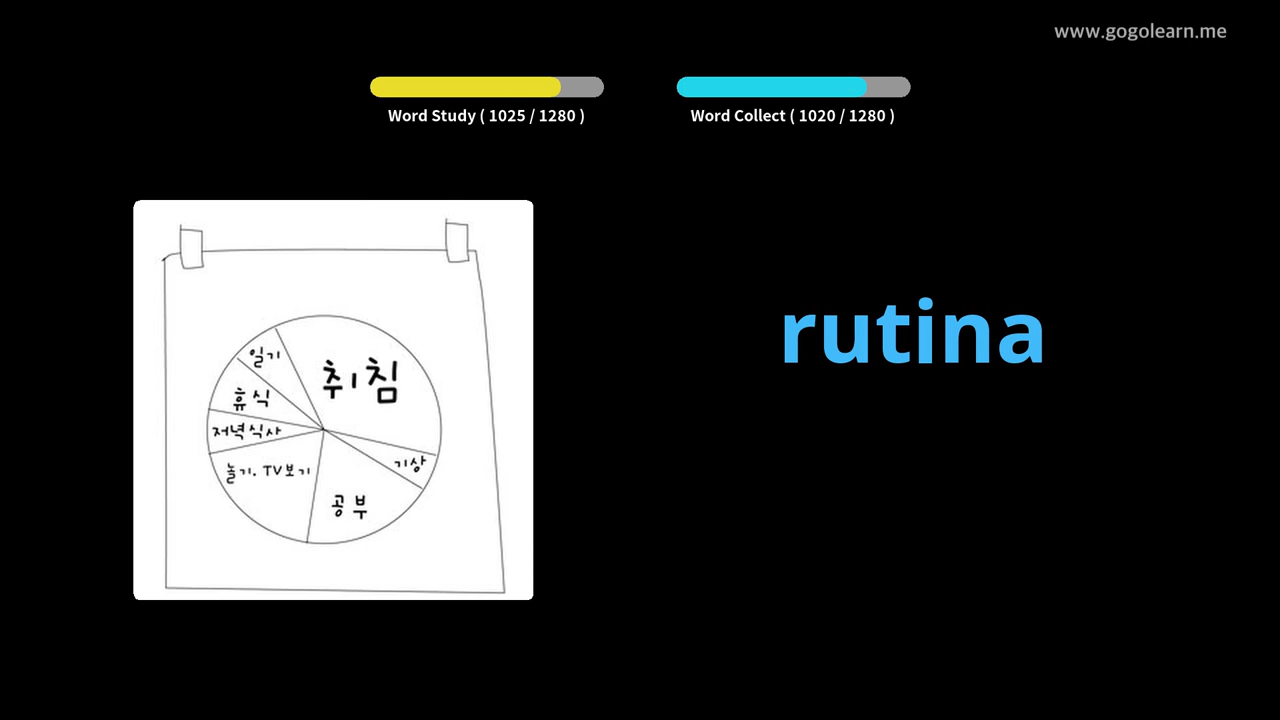 www.gogolearn.me
Word Study ( 1025 / 1280 )
Word Collect ( 1020 / 1280 )
일기
취침
휴식
저녁식사
놀기. TV보기
기상
공부
rutina